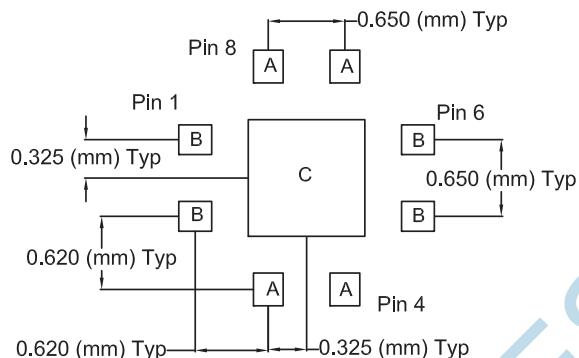 0.650 (mm) Typ
Pin 8
A
A
Pin 1
Pin 6
B
B
0.325 (mm) Typ
C
0.650 (mm) Typ
B
B
0.620 (mm) Typ
A
A
Pin 4
0.620 (mm) Typ
0.325 (mm) Typ